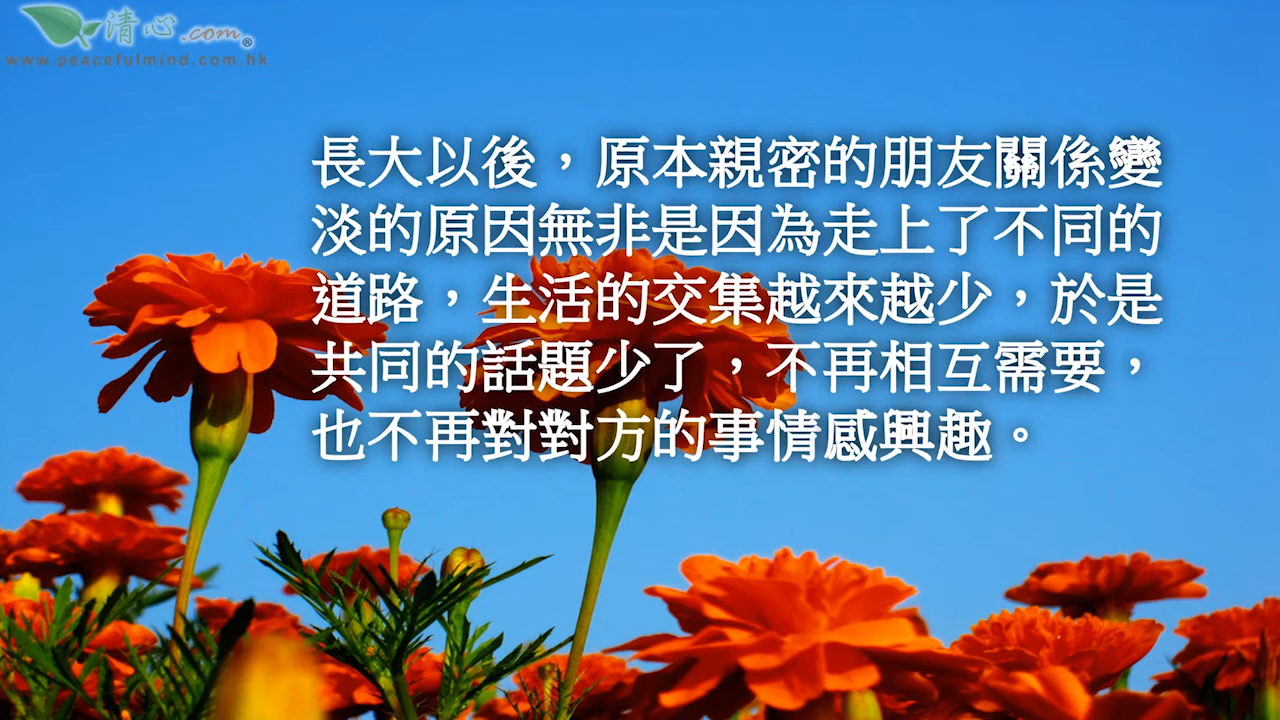 清心.com®
www.peacefulmind.com.hk
長大以後，原本親密的朋友關係變
淡的原因無非是因為走上了不同的
道路，生活的交集越來越少，於是
共同的話題少了，不再相互需要，
也不再對對方的事情感興趣。